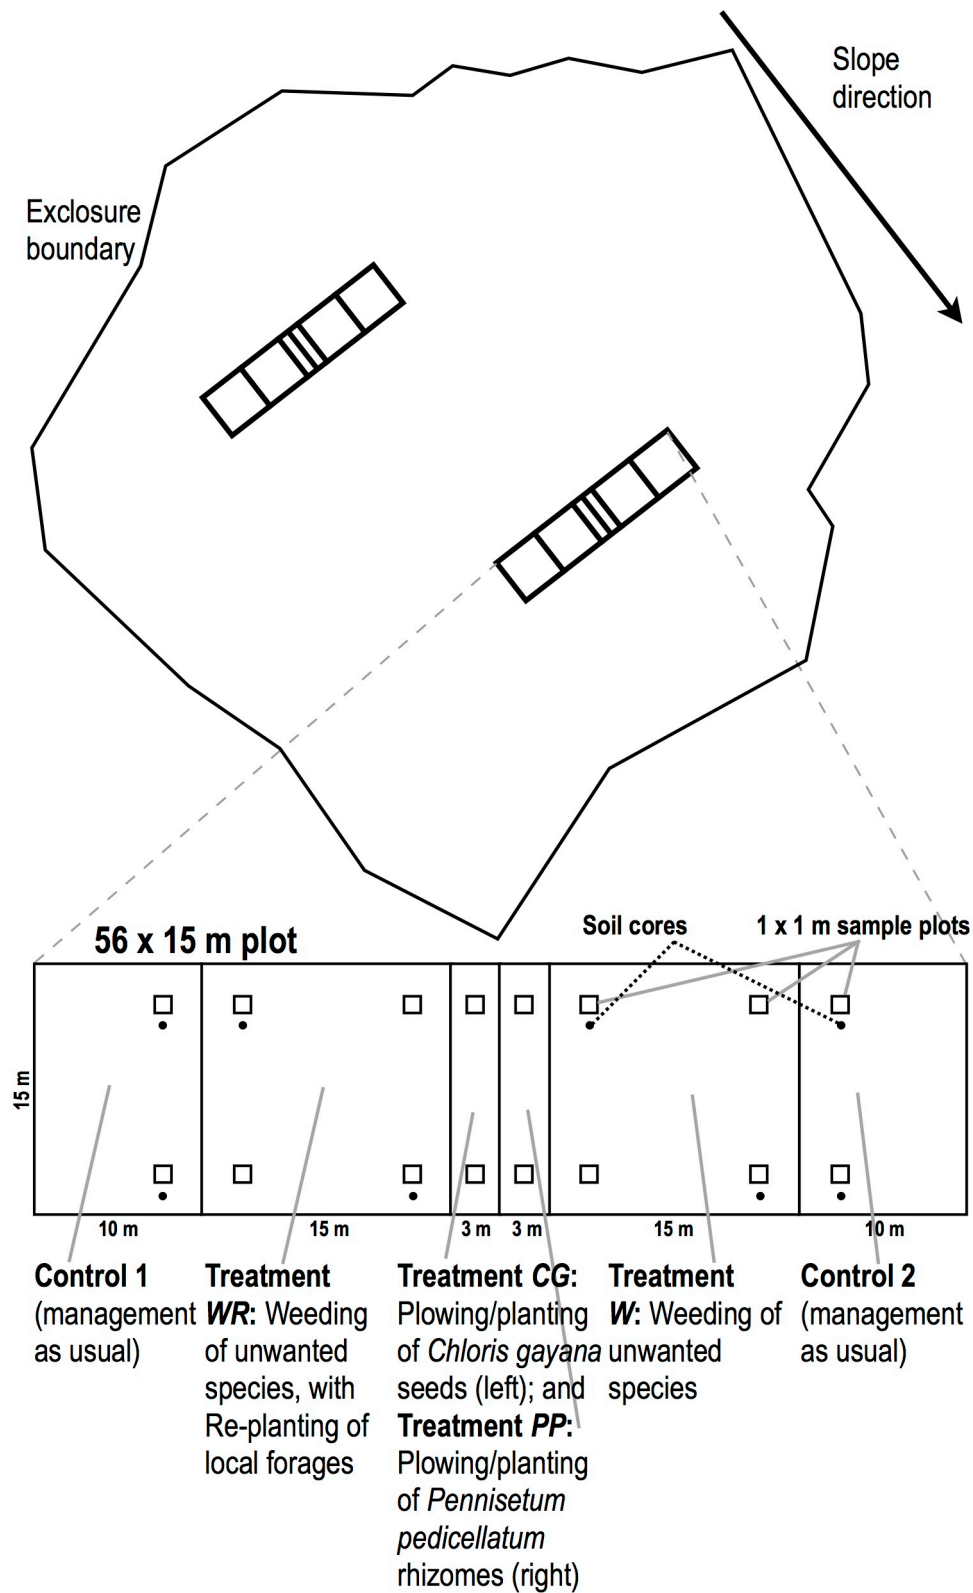 Slope
direction
Exclosure
boundary
56 x 15 m plot
Soil cores
1 x 1 m sample plots
15 m
10 m
15 m
3 m
3 m
15 m
10 m
Control 1
(management
as usual)
Treatment
WR: Weeding
of unwanted
species, with
Re-planting of
local forages
Treatment CG:
Plowing/planting
of Chloris gayana
seeds (left); and
Treatment PP:
Plowing/planting
of Pennisetum
pedicellatum
rhizomes (right)
Treatment
W: Weeding of
unwanted
species
Control 2
(management
as usual)